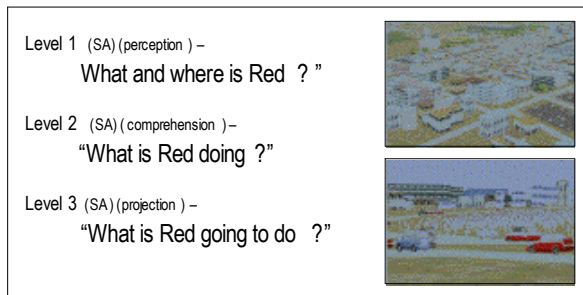 Level 1 (SA) (perception ) –
What and where is Red ? ”
Level 2 (SA) ( comprehension ) –
“What is Red doing ?”
Level 3 (SA) (projection ) –
“What is Red going to do ?”